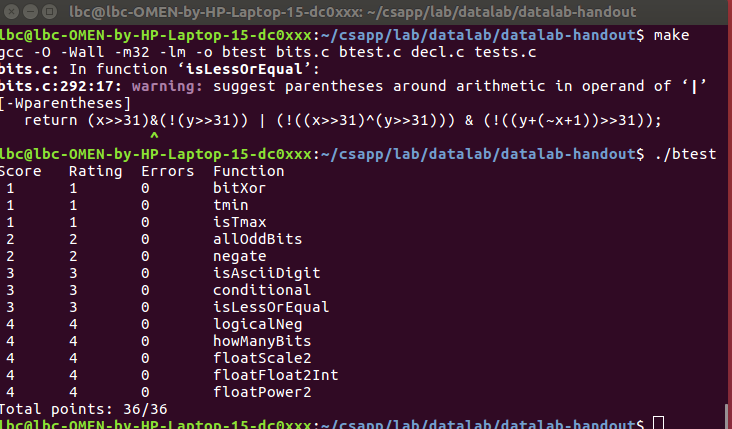 lbc@lbc-OMEN-by-HP-Laptop-15-dc0xxx: ~/csapp/lab/datalab/datalab-handout
lbc@lbc-OMEN-by-HP-Laptop-15-dc0xxx:~/csapp/lab/datalab/datalab-handout$ make
gcc -O -Wall -m32 -lm -o btest bits.c btest.c decl.c tests.c
bits.c: In function ‘isLessOrEqual’:
bits.c:292:17: warning: suggest parentheses around arithmetic in operand of ‘|’
[-Wparentheses]
return (x>>31)&(!(y>>31)) | (!((x>>31)^(y>>31))) & (!((y+(~x+1))>>31));
^
lbc@lbc-OMEN-by-HP-Laptop-15-dc0xxx:~/csapp/lab/datalab/datalab-handout$ ./btest
Score Rating Errors Function
1 1 0 bitXor
1 1 0 tmin
1 1 0 isTmax
2 2 0 allOddBits
2 2 0 negate
3 3 0 isAsciiDigit
3 3 0 conditional
3 3 0 isLessOrEqual
4 4 0 logicalNeg
4 4 0 howManyBits
4 4 0 floatScale2
4 4 0 floatFloat2Int
4 4 0 floatPower2
Total points: 36/36
lbc@lbc-OMEN-by-HP-Laptop-15-dc0xxx:~/csapp/lab/datalab/datalab-handout$